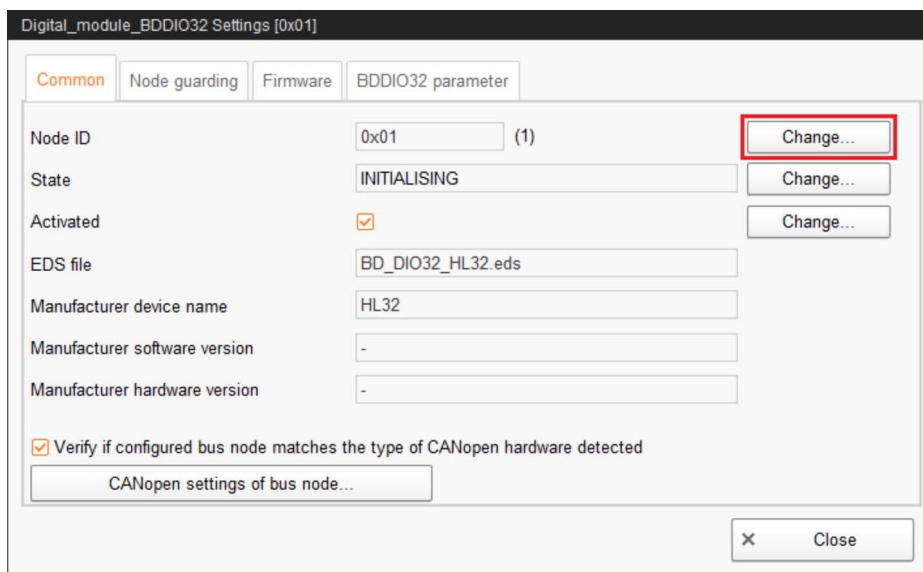 Digital_module_BDDIO32 Settings [0x01]
Common Node guarding Firmware BDDIO32 parameter
Node ID 0x01 (1) Change...
State INITIALISING Change...
Activated Change...
EDS file BD_DIO32_HL32.eds
Manufacturer device name HL32
Manufacturer software version -
Manufacturer hardware version -
Verify if configured bus node matches the type of CANopen hardware detected
CANopen settings of bus node...
Close